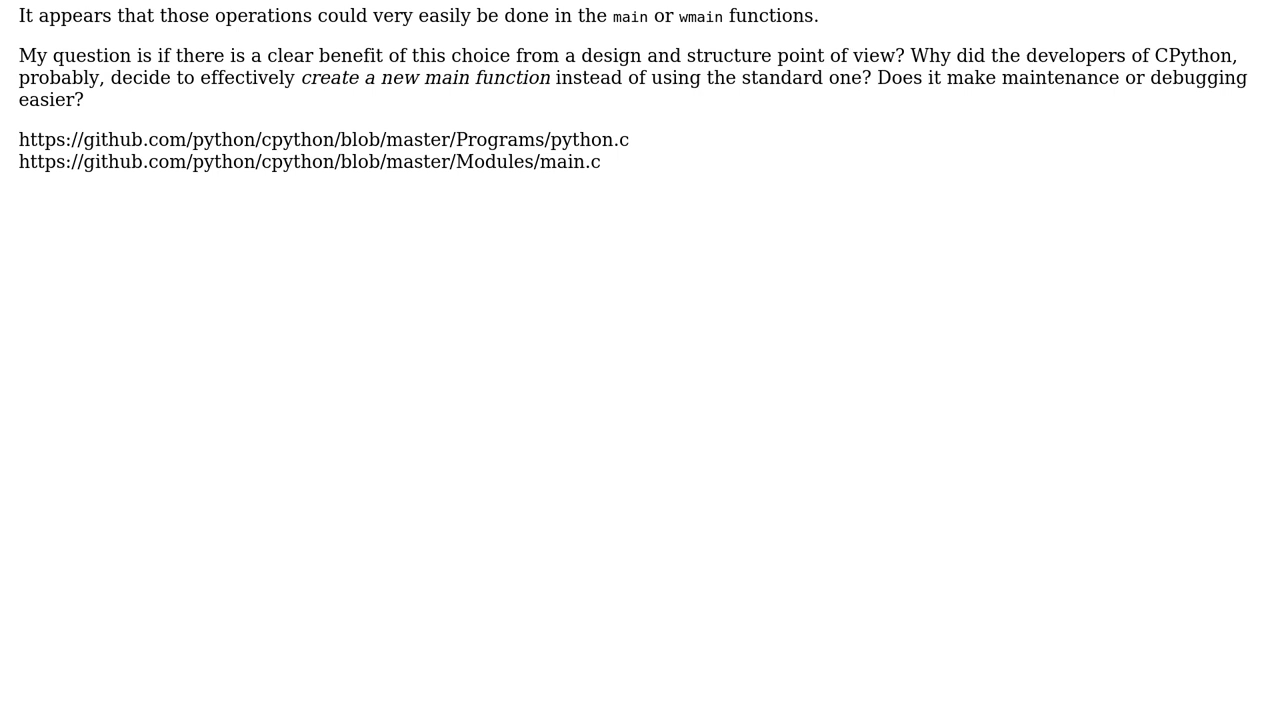 It appears that those operations could very easily be done in the main or wmain functions.
My question is if there is a clear benefit of this choice from a design and structure point of view? Why did the developers of CPython,
probably, decide to effectively create a new main function instead of using the standard one? Does it make maintenance or debugging
easier?
https://github.com/python/cpython/blob/master/Programs/python.c
https://github.com/python/cpython/blob/master/Modules/main.c